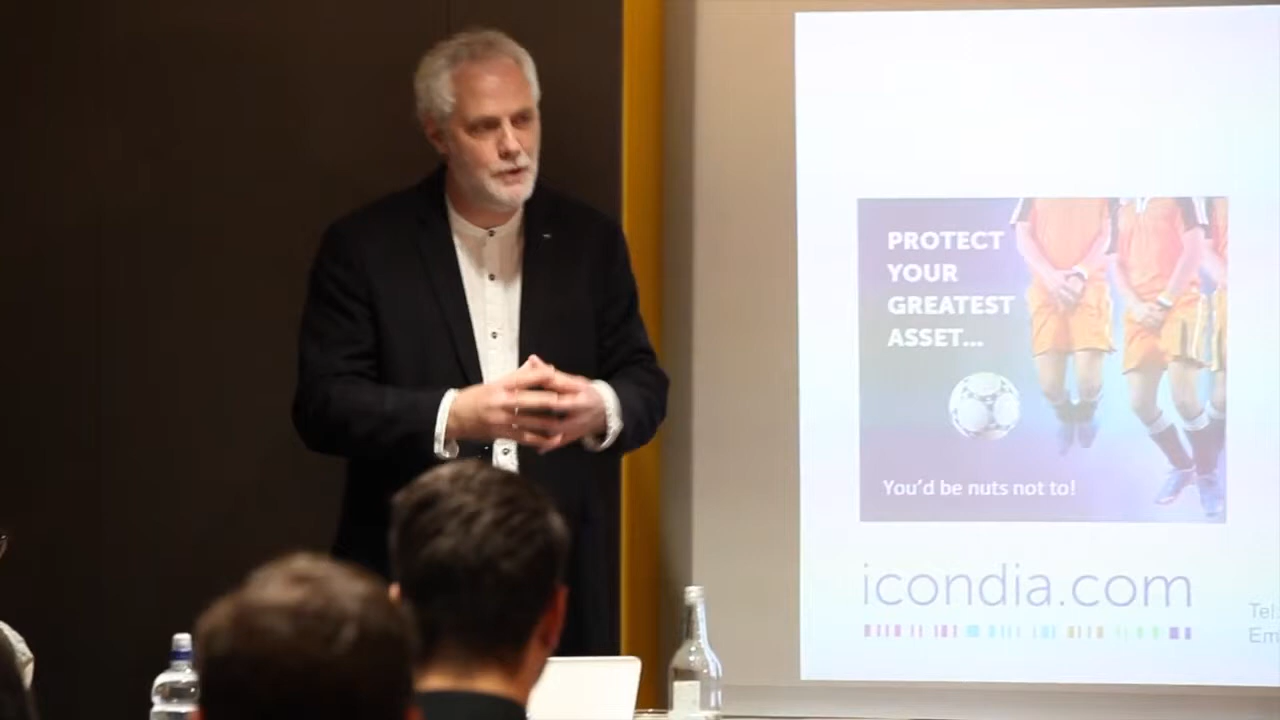 PROTECT
YOUR
GREATEST
ASSET...
You'd be nuts not to!
icondia.com